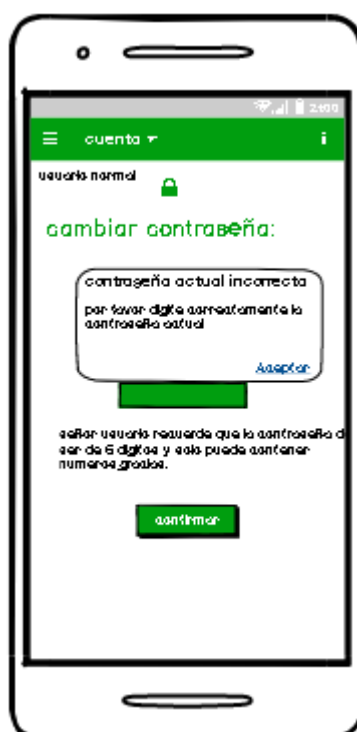 2:00
cuenta
i
usuario normal
cambiar contraseña:
contraseña actual incorrecta
por favor digite correctamente la
contraseña actual
Aceptar
señor usuario recuerde que la contraseña d
ser de 6 digitos y solo puede contener
numeros,gracias.
confirmar